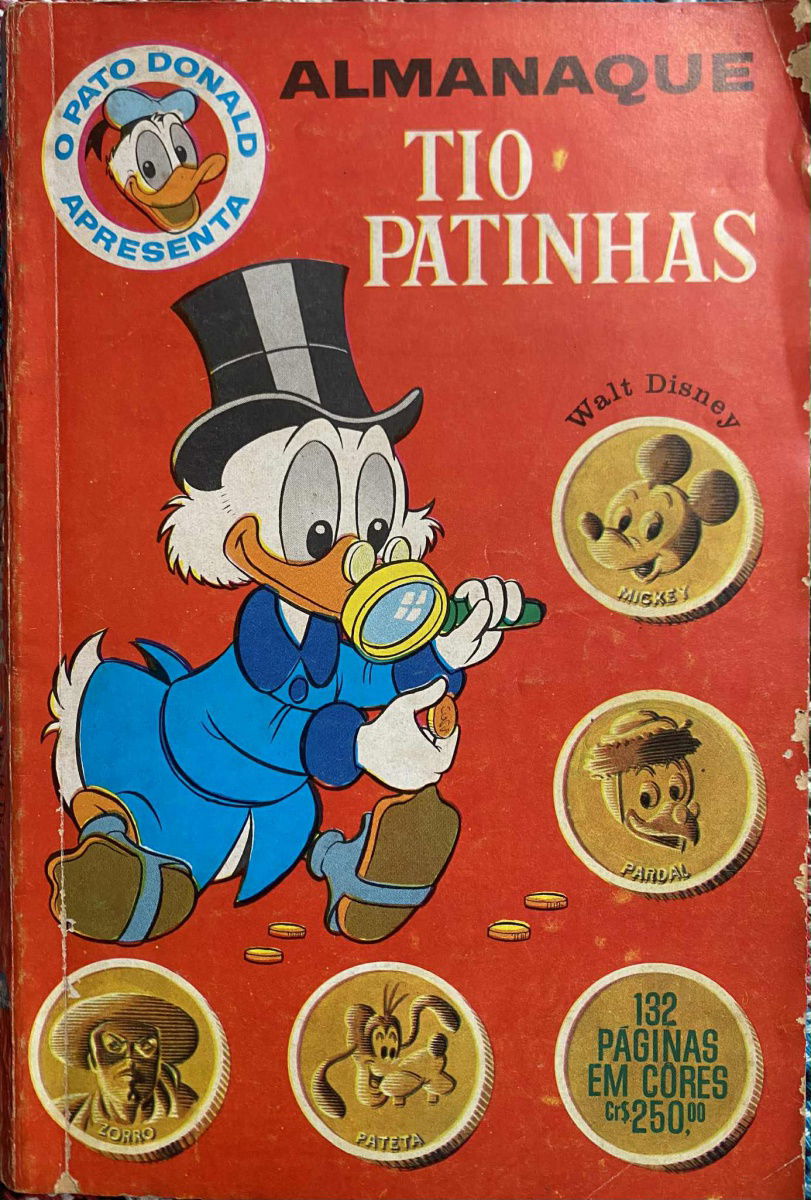 O PATO DONALD
APRESENTA
ALMANAQUE
TIO
PATINHAS
Walt Disney
MICKEY
PARDAL
ZORRO
PATETA
132
PÁGINAS
EM CÔRES
Cr$250,00